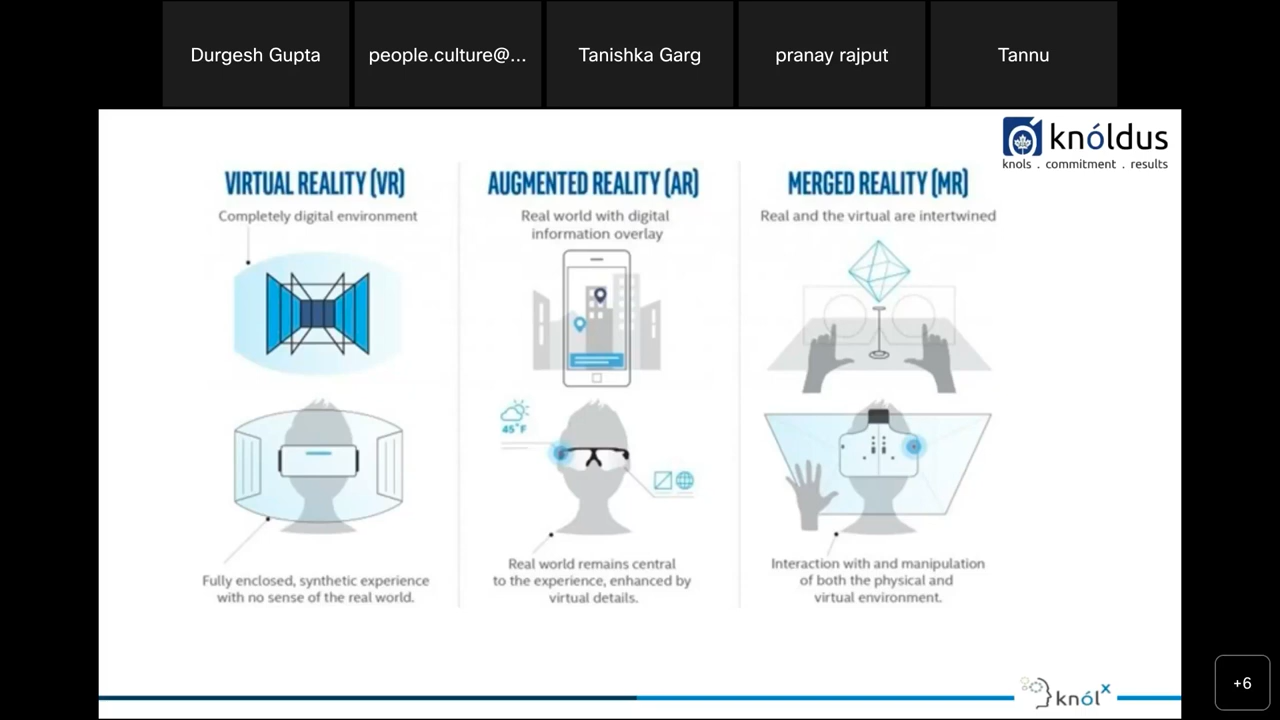 Durgesh Gupta
people.culture@...
Tanishka Garg
pranay rajput
Tannu
knóldus
knols . commitment . results
VIRTUAL REALITY (VR)
Completely digital environment
Fully enclosed, synthetic experience
with no sense of the real world.
AUGMENTED REALITY (AR)
Real world with digital
information overlay
45°F
Real world remains central
to the experience, enhanced by
virtual details.
MERGED REALITY (MR)
Real and the virtual are intertwined
Interaction with and manipulation
of both the physical and
virtual environment.
knólx
+6